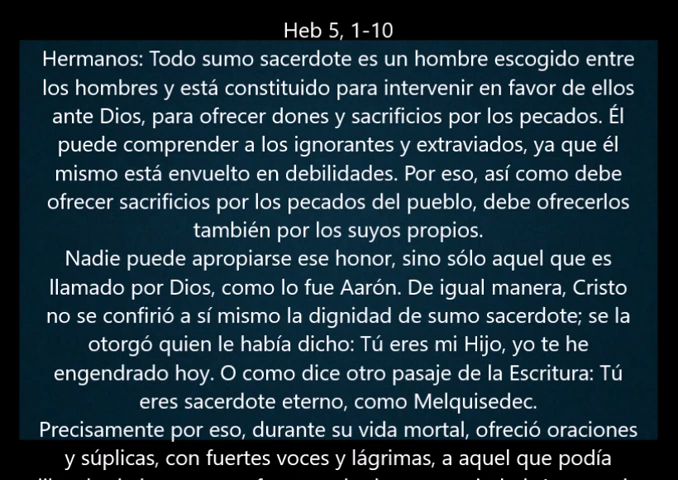 Heb 5, 1-10
Hermanos: Todo sumo sacerdote es un hombre escogido entre
los hombres y está constituido para intervenir en favor de ellos
ante Dios, para ofrecer dones y sacrificios por los pecados. Él
puede comprender a los ignorantes y extraviados, ya que él
mismo está envuelto en debilidades. Por eso, así como debe
ofrecer sacrificios por los pecados del pueblo, debe ofrecerlos
también por los suyos propios.
Nadie puede apropiarse ese honor, sino sólo aquel que es
llamado por Dios, como lo fue Aarón. De igual manera, Cristo
no se confirió a sí mismo la dignidad de sumo sacerdote; se la
otorgó quien le había dicho: Tú eres mi Hijo, yo te he
engendrado hoy. O como dice otro pasaje de la Escritura: Tú
eres sacerdote eterno, como Melquisedec.
Precisamente por eso, durante su vida mortal, ofreció oraciones
y súplicas, con fuertes voces y lágrimas, a aquel que podía